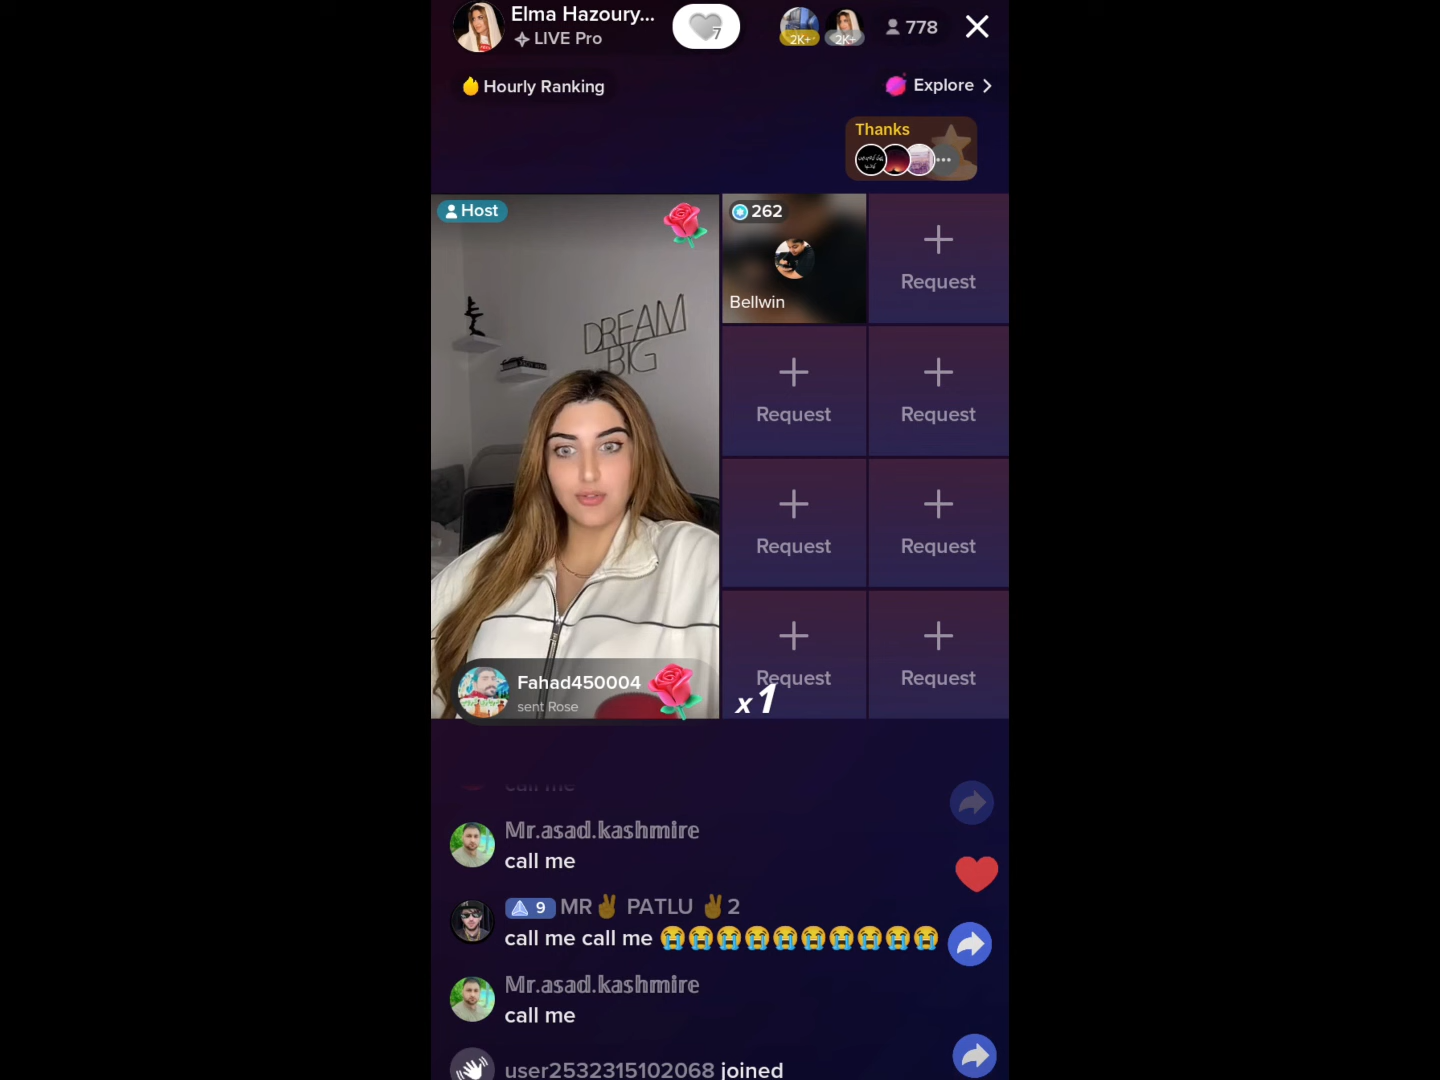 Elma Hazoury...
LIVE Pro
7
2K+
2K+
778
Hourly Ranking
Explore
Thanks
Host
262
Request
Bellwin
DREAM
BIG
Request
Request
Request
Request
Request
Request
Fahad450004
sent Rose
x1
call me
Mr.asad.kashmire
call me
9 MR✌ PATLU ✌2
call me call me 😭😭😭😭😭😭😭😭😭😭
Mr.asad.kashmire
call me
user2532315102068 joined